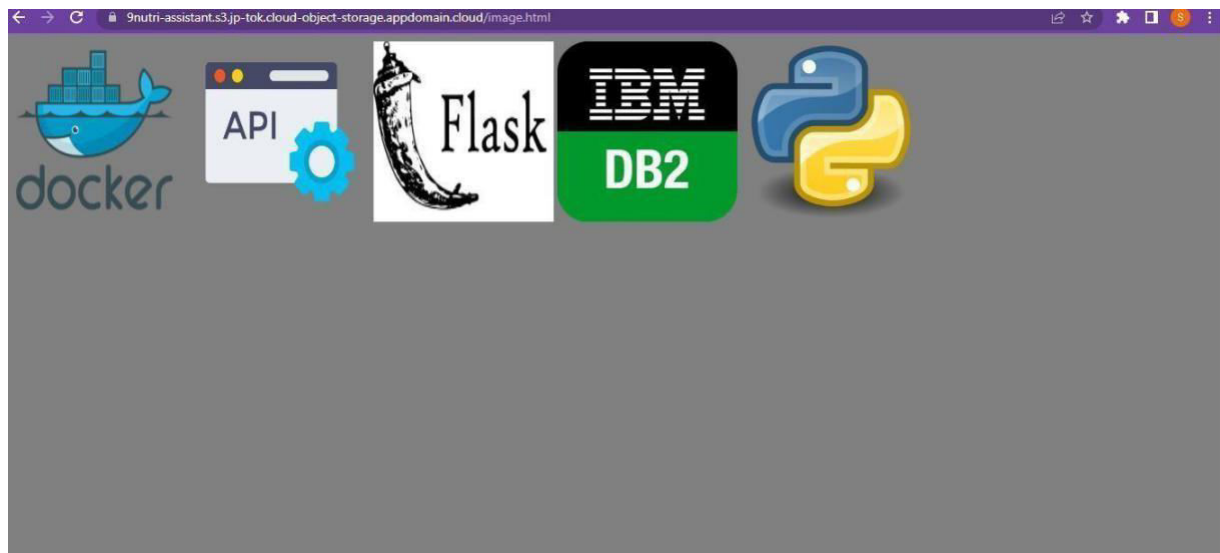 9nutri-assistant.s3.jp-tok.cloud-object-storage.appdomain.cloud/image.html
S
docker
API
Flask
IBM
DB2